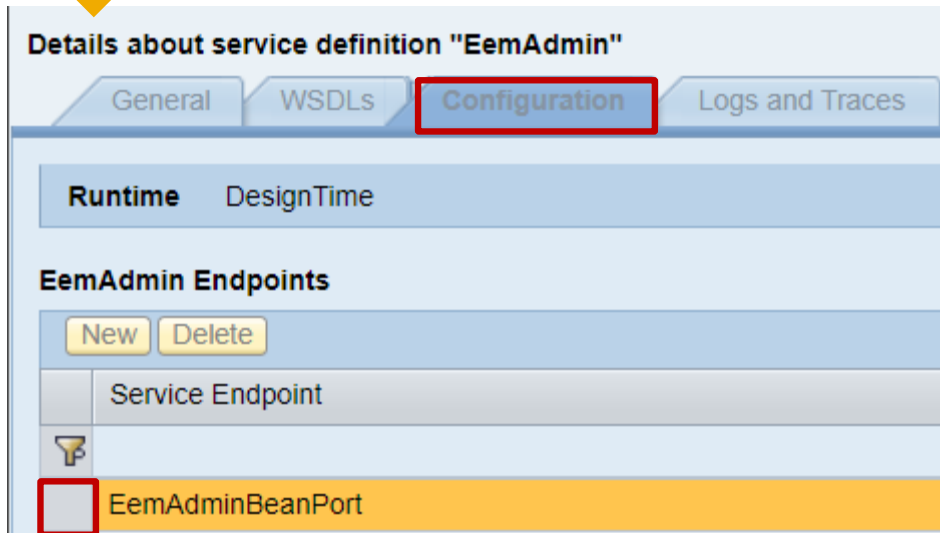 Details about service definition "EemAdmin"
General WSDLs Configuration Logs and Traces
Runtime DesignTime
EemAdmin Endpoints
New Delete
Service Endpoint
EemAdminBeanPort